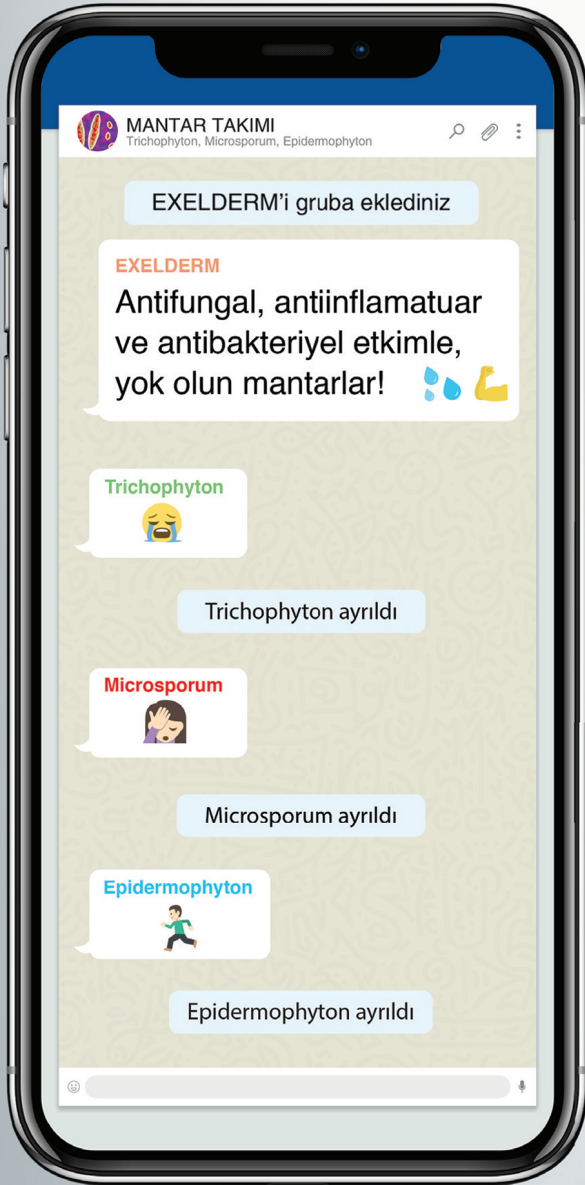 MANTAR TAKIMI
Trichophyton, Microsporum, Epidermophyton
EXELDERM’i gruba eklediniz
EXELDERM
Antifungal, antiinflamatuar
ve antibakteriyel etkimle,
yok olun mantarlar!
Trichophyton
Trichophyton ayrıldı
Microsporum
Microsporum ayrıldı
Epidermophyton
Epidermophyton ayrıldı